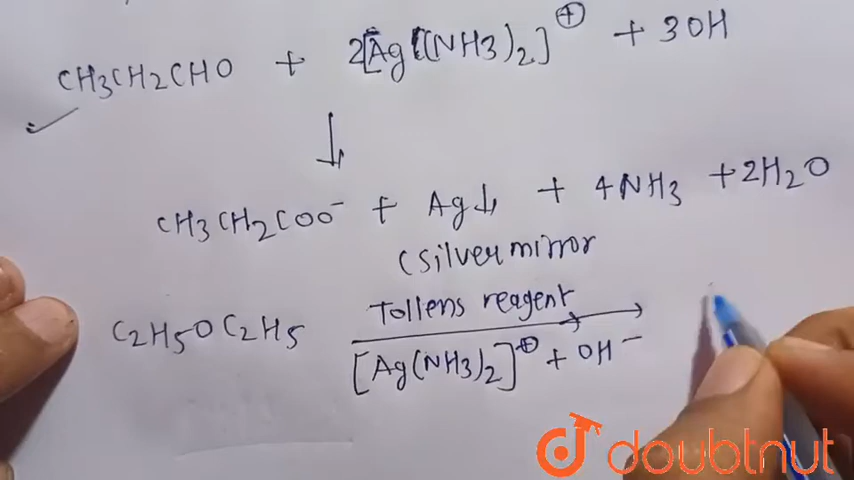 CH3CH2CHO + 2[Ag(NH3)2]⊕ + 3OH
↓
CH3CH2COO⁻ + Ag↓ + 4NH3 + 2H2O
(Silver mirror
C2H5OC2H5 Tollens reagent →
[Ag(NH3)2]⊕ + OH⁻
doubtnut